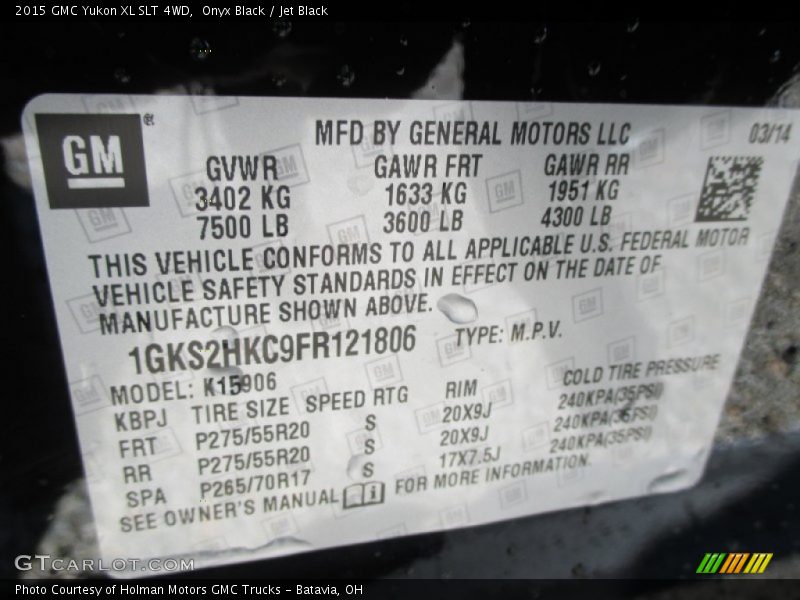 2015 GMC Yukon XL SLT 4WD, Onyx Black / Jet Black
GM
MFD BY GENERAL MOTORS LLC 03/14
GVWR GAWR FRT GAWR RR
3402 KG 1633 KG 1951 KG
7500 LB 3600 LB 4300 LB
THIS VEHICLE CONFORMS TO ALL APPLICABLE U.S. FEDERAL MOTOR
VEHICLE SAFETY STANDARDS IN EFFECT ON THE DATE OF
MANUFACTURE SHOWN ABOVE.
1GKS2HKC9FR121806 TYPE: M.P.V.
MODEL: K15906
KBPJ TIRE SIZE SPEED RTG RIM COLD TIRE PRESSURE
FRT P275/55R20 S 20X9J 240KPA(35PSI)
RR P275/55R20 S 20X9J 240KPA(35PSI)
SPA P265/70R17 S 17X7.5J 240KPA(35PSI)
SEE OWNER'S MANUAL FOR MORE INFORMATION.
GTCARLOT.COM
Photo Courtesy of Holman Motors GMC Trucks - Batavia, OH